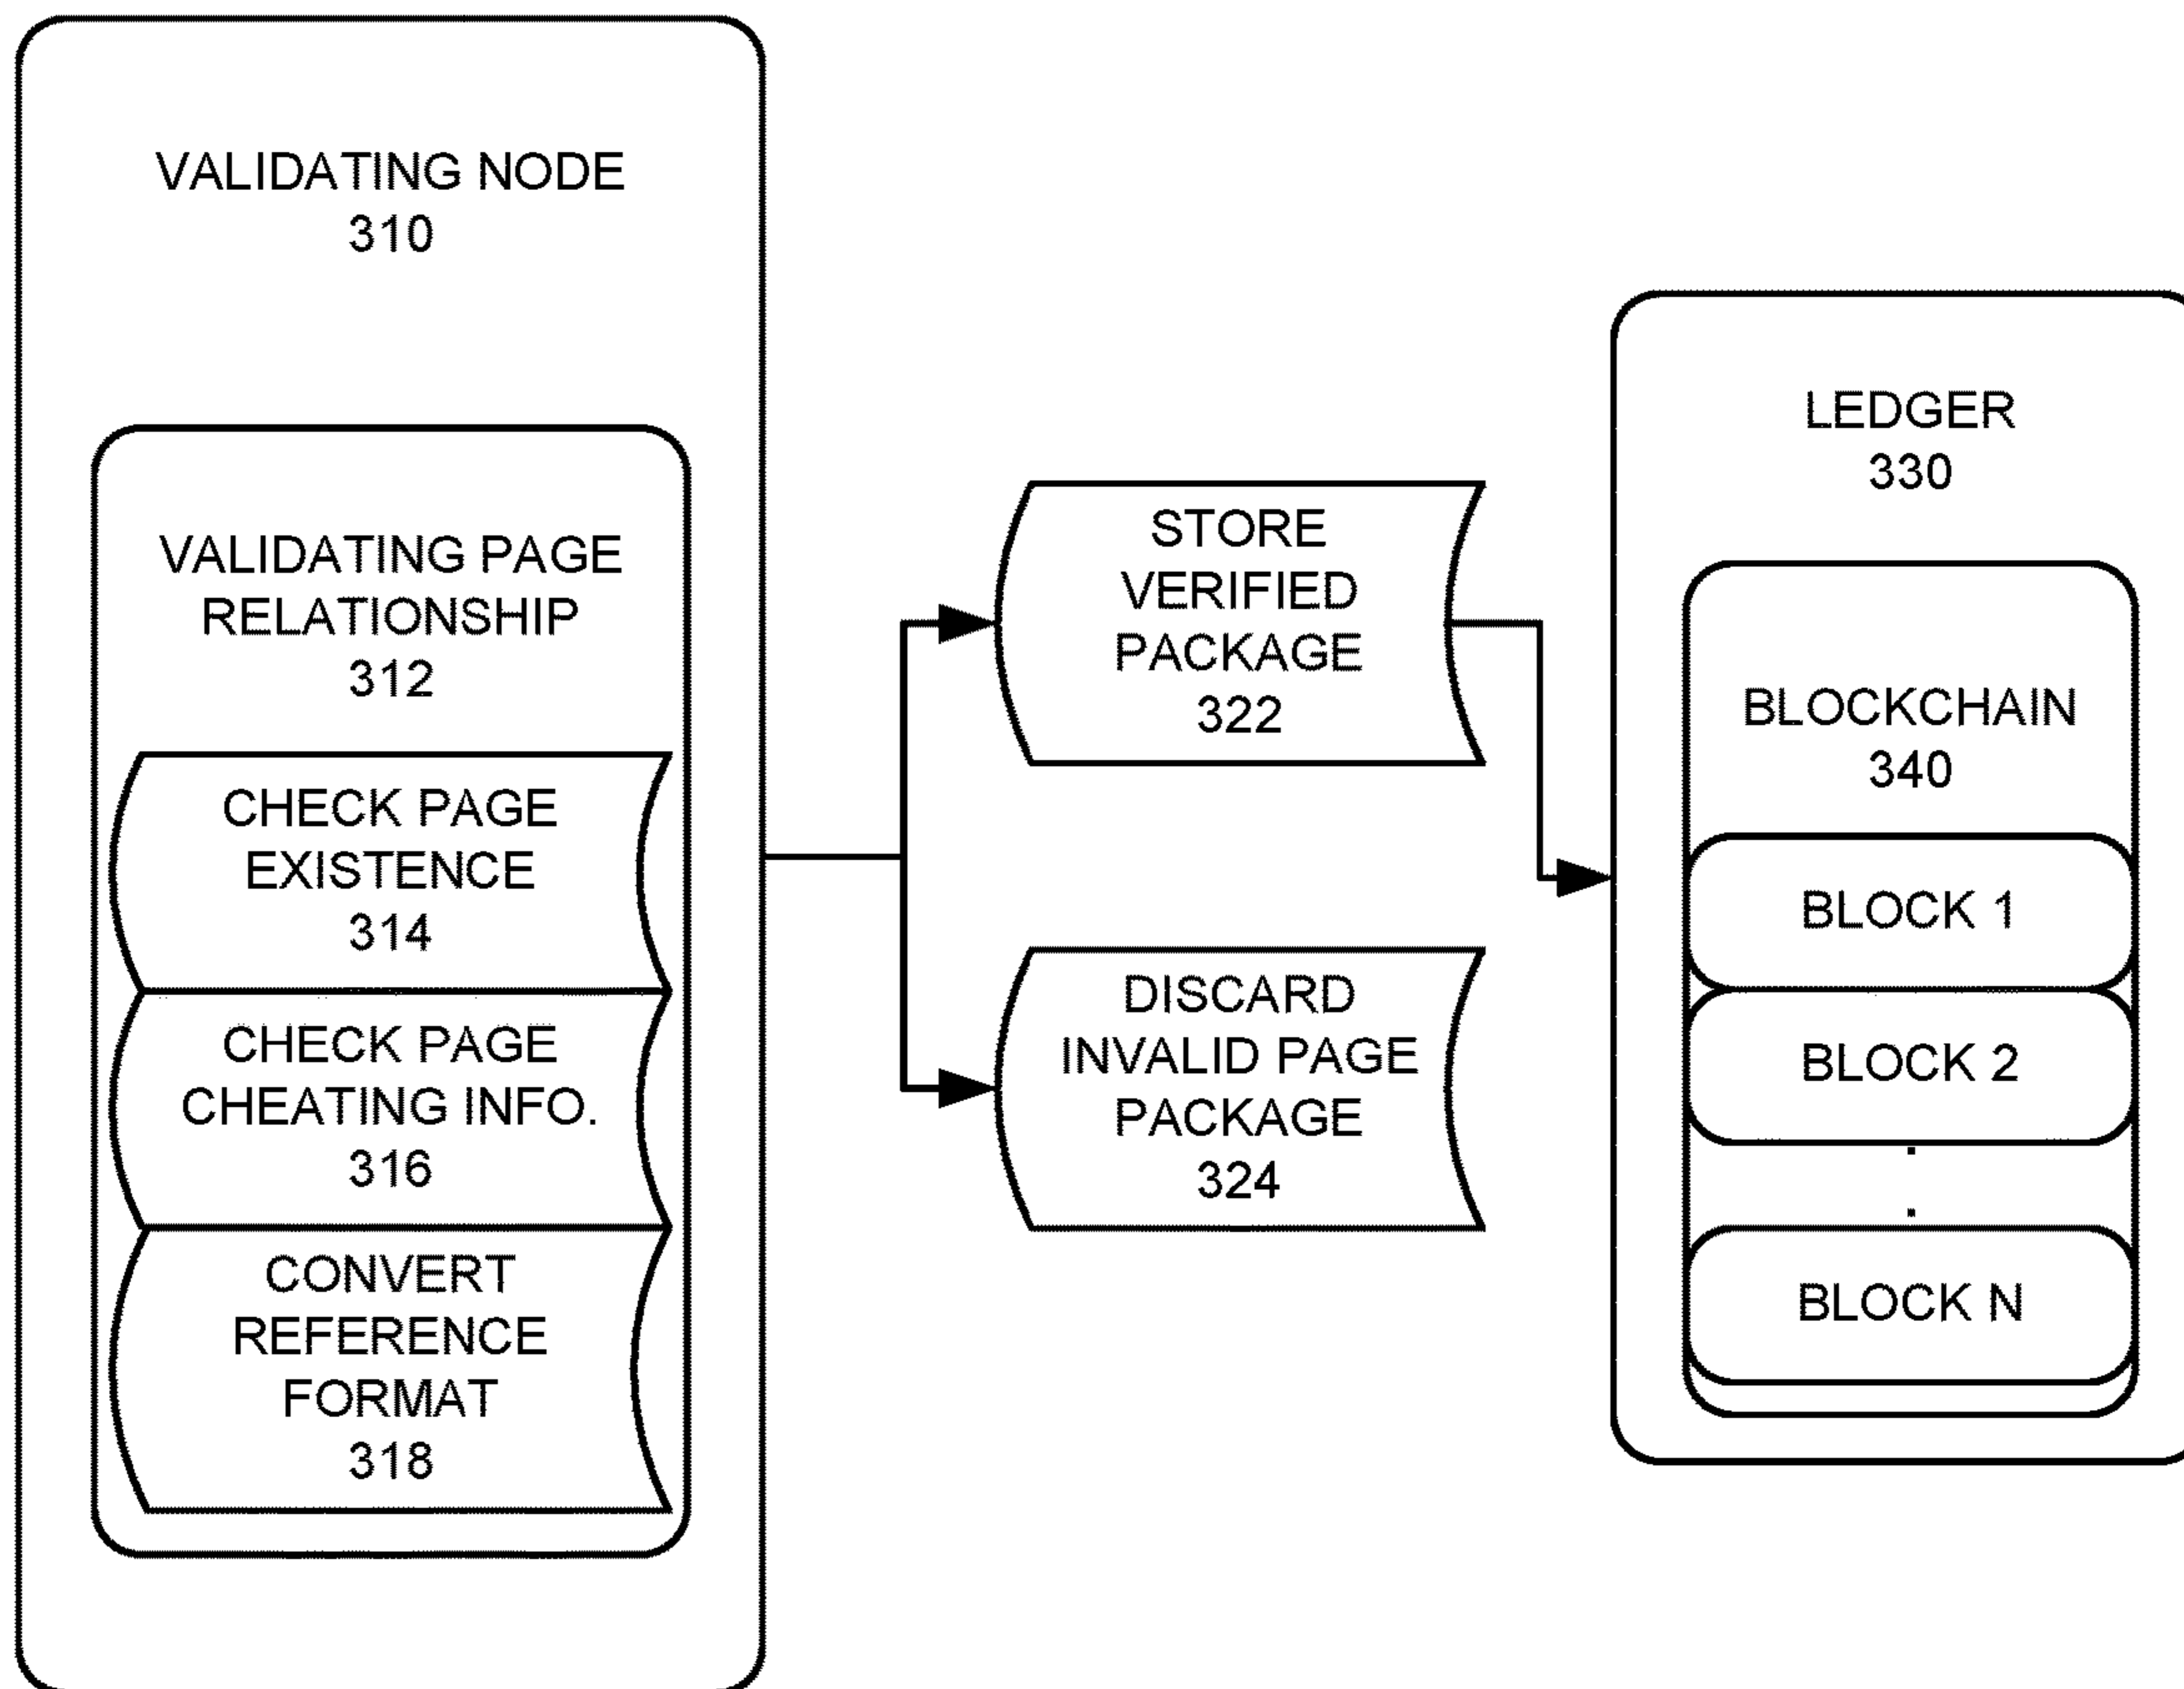 VALIDATING NODE
310
VALIDATING PAGE
RELATIONSHIP
312
CHECK PAGE
EXISTENCE
314
CHECK PAGE
CHEATING INFO.
316
CONVERT
REFERENCE
FORMAT
318
STORE
VERIFIED
PACKAGE
322
DISCARD
INVALID PAGE
PACKAGE
324
LEDGER
330
BLOCKCHAIN
340
BLOCK 1
BLOCK 2
.
.
BLOCK N